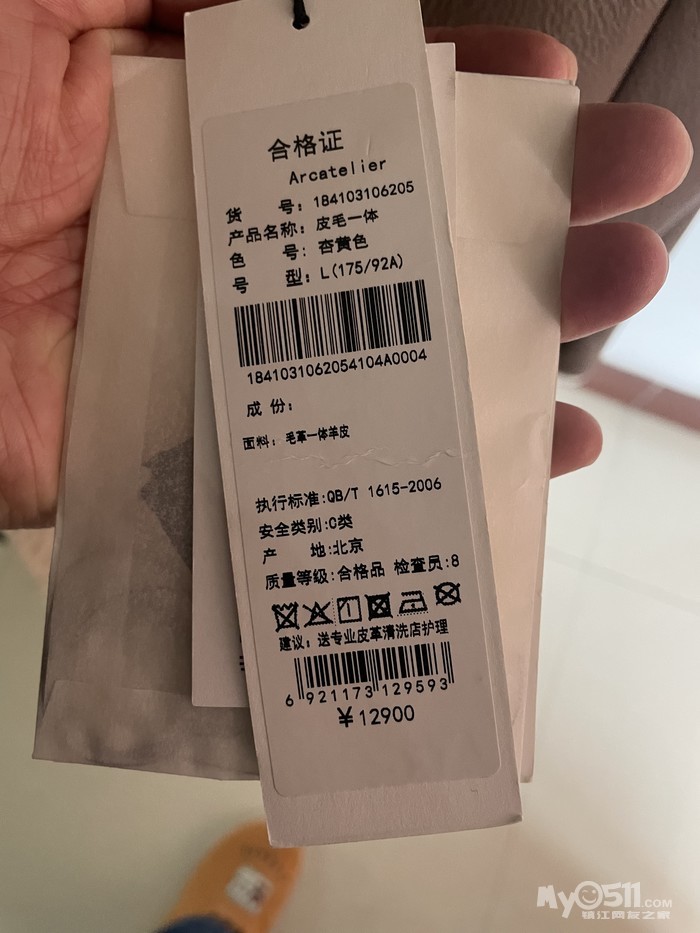 合格证
Arcatelier
货 号: 184103106205
产品名称: 皮毛一体
色 号: 杏黄色
号 型: L(175/92A)
1841031062054104A0004
成 份:
面料: 毛革一体羊皮
执行标准:QB/T 1615-2006
安全类别:C类
产 地:北京
质量等级:合格品 检查员:8
建议: 送专业皮革清洗店护理
6 921173 129593
¥12900
My0511.COM
镇江网友之家